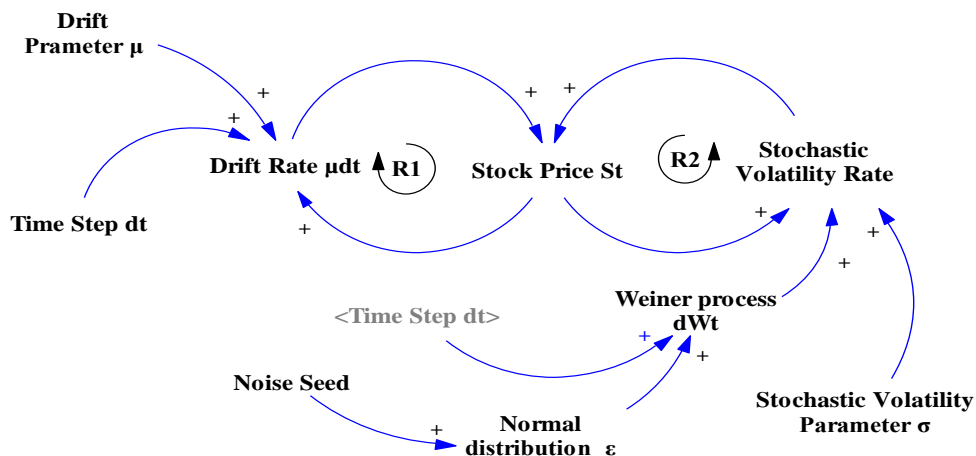 Drift
Prameter μ
+
+
+
+
Drift Rate μdt
R1
Stock Price St
R2
Stochastic
Volatility Rate
Time Step dt
+
+
+
+
Weiner process
dWt
<Time Step dt>
+
+
Noise Seed
+
Normal
distribution ε
Stochastic Volatility
Parameter σ